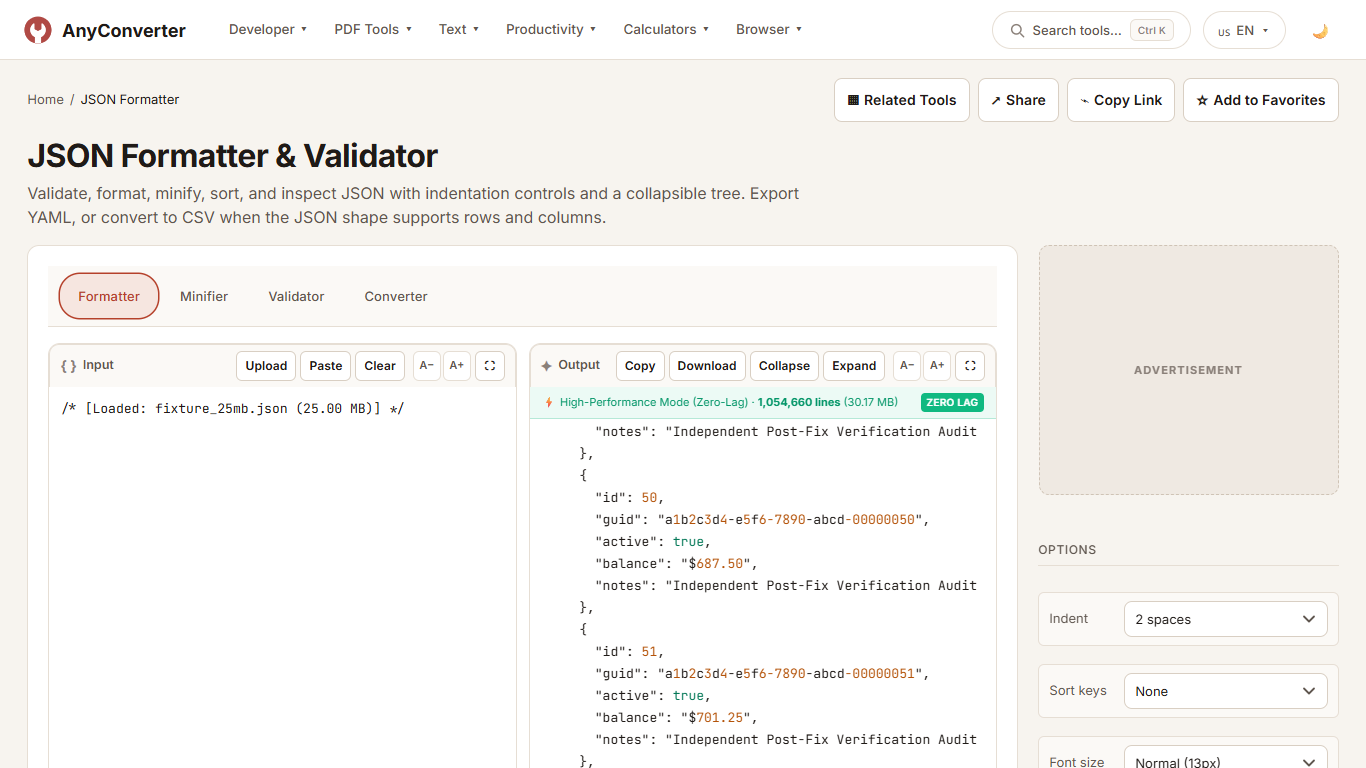 AnyConverter
Developer ▾ PDF Tools ▾ Text ▾ Productivity ▾ Calculators ▾ Browser ▾
Search tools... Ctrl K
US EN ▾
Home / JSON Formatter
Related Tools
↗ Share
Copy Link
☆ Add to Favorites
JSON Formatter & Validator
Validate, format, minify, sort, and inspect JSON with indentation controls and a collapsible tree. Export
YAML, or convert to CSV when the JSON shape supports rows and columns.
Formatter Minifier Validator Converter
{ } Input Upload Paste Clear A− A+
/* [Loaded: fixture_25mb.json (25.00 MB)] */
Output Copy Download Collapse Expand A− A+
High-Performance Mode (Zero-Lag) · 1,054,660 lines (30.17 MB) ZERO LAG
"notes": "Independent Post-Fix Verification Audit
},
{
"id": 50,
"guid": "a1b2c3d4-e5f6-7890-abcd-00000050",
"active": true,
"balance": "$687.50",
"notes": "Independent Post-Fix Verification Audit
},
{
"id": 51,
"guid": "a1b2c3d4-e5f6-7890-abcd-00000051",
"active": true,
"balance": "$701.25",
"notes": "Independent Post-Fix Verification Audit
},
ADVERTISEMENT
OPTIONS
Indent 2 spaces
Sort keys None
Font size Normal (13px)